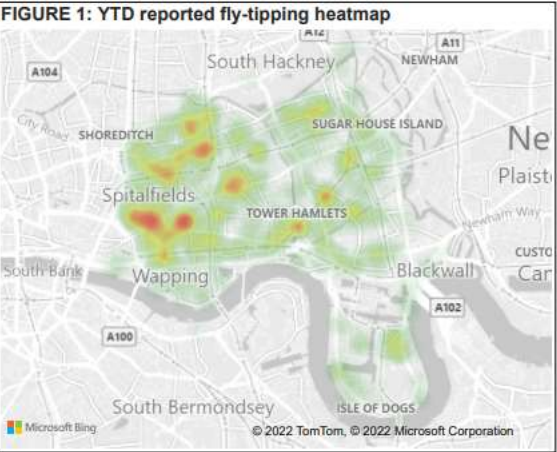 FIGURE 1: YTD reported fly-tipping heatmap
A12
A11
South Hackney
NEWHAM
A104
City Road
SHOREDITCH
SUGAR HOUSE ISLAND
Ne
Plaist
Spitalfields
TOWER HAMLETS
Newham Way
CUSTO
South Bank
Wapping
Blackwall
Car
A102
A100
South Bermondsey
ISLE OF DOGS
Microsoft Bing
© 2022 TomTom, © 2022 Microsoft Corporation